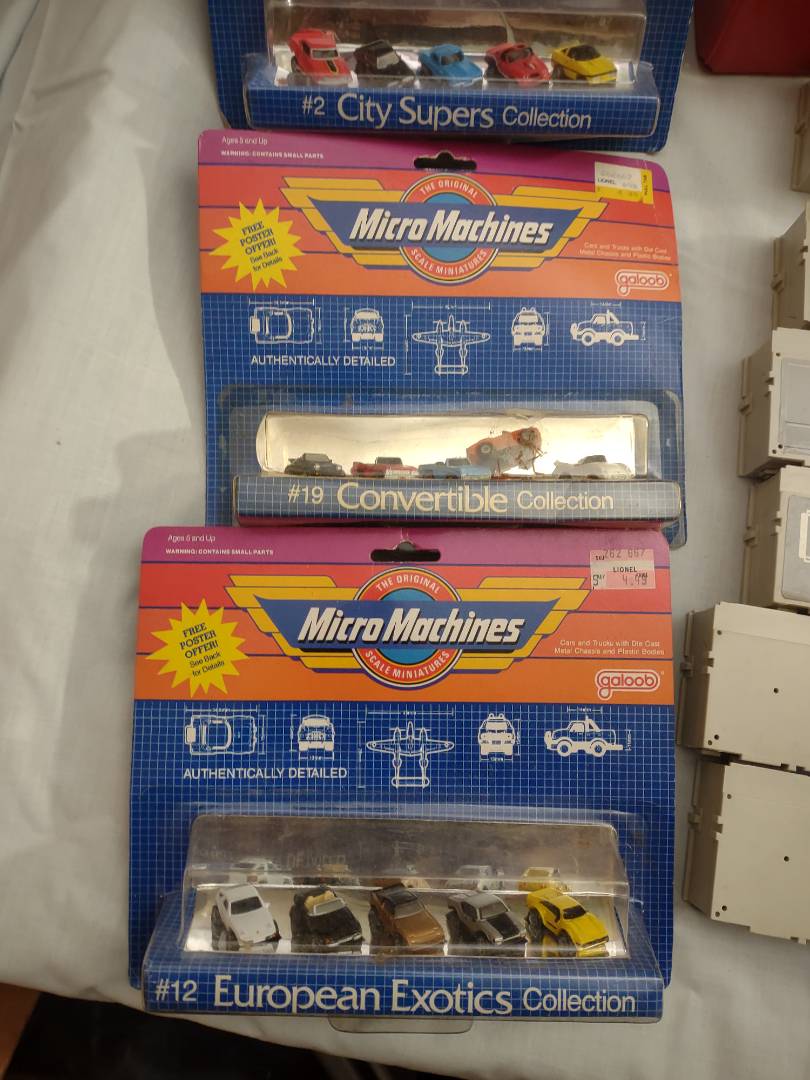 #2 City Supers Collection
Ages 5 and Up
WARNING: CONTAINS SMALL PARTS
THE ORIGINAL
Micro Machines
SCALE MINIATURES
FREE
POSTER
OFFER!
See Back
for Details
LIONEL
Cars and Trucks with Die Cast
Metal Chassis and Plastic Bodies
galoob
AUTHENTICALLY DETAILED
#19 Convertible Collection
Ages 5 and Up
WARNING: CONTAINS SMALL PARTS
262 667
LIONEL
4.49
THE ORIGINAL
Micro Machines
SCALE MINIATURES
FREE
POSTER
OFFER!
See Back
for Details
Cars and Trucks with Die Cast
Metal Chassis and Plastic Bodies
galoob
AUTHENTICALLY DETAILED
#12 European Exotics Collection